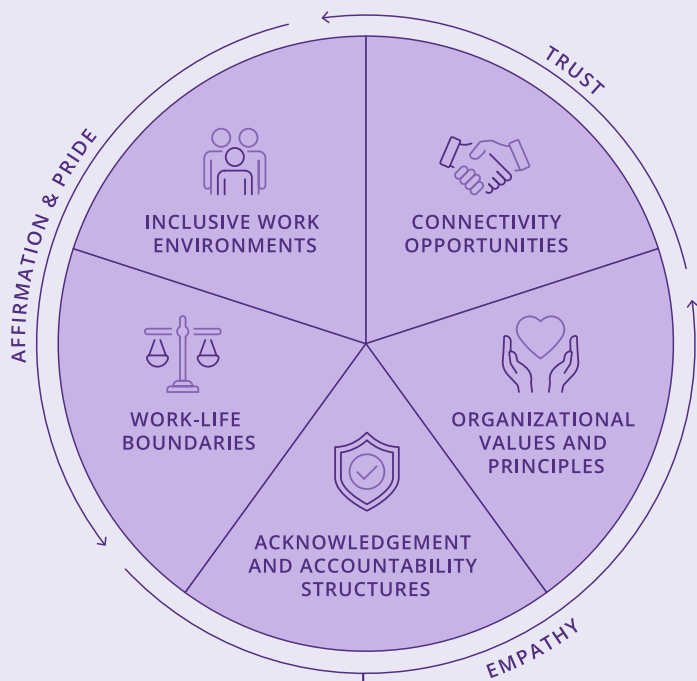 TRUST
AFFIRMATION & PRIDE
INCLUSIVE WORK
ENVIRONMENTS
CONNECTIVITY
OPPORTUNITIES
WORK-LIFE
BOUNDARIES
ORGANIZATIONAL
VALUES AND
PRINCIPLES
ACKNOWLEDGEMENT
AND ACCOUNTABILITY
STRUCTURES
EMPATHY